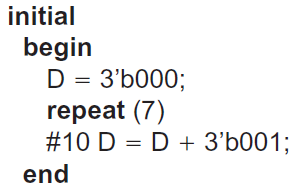 initial
begin
D = 3'b000;
repeat (7)
#10 D = D + 3'b001;
end